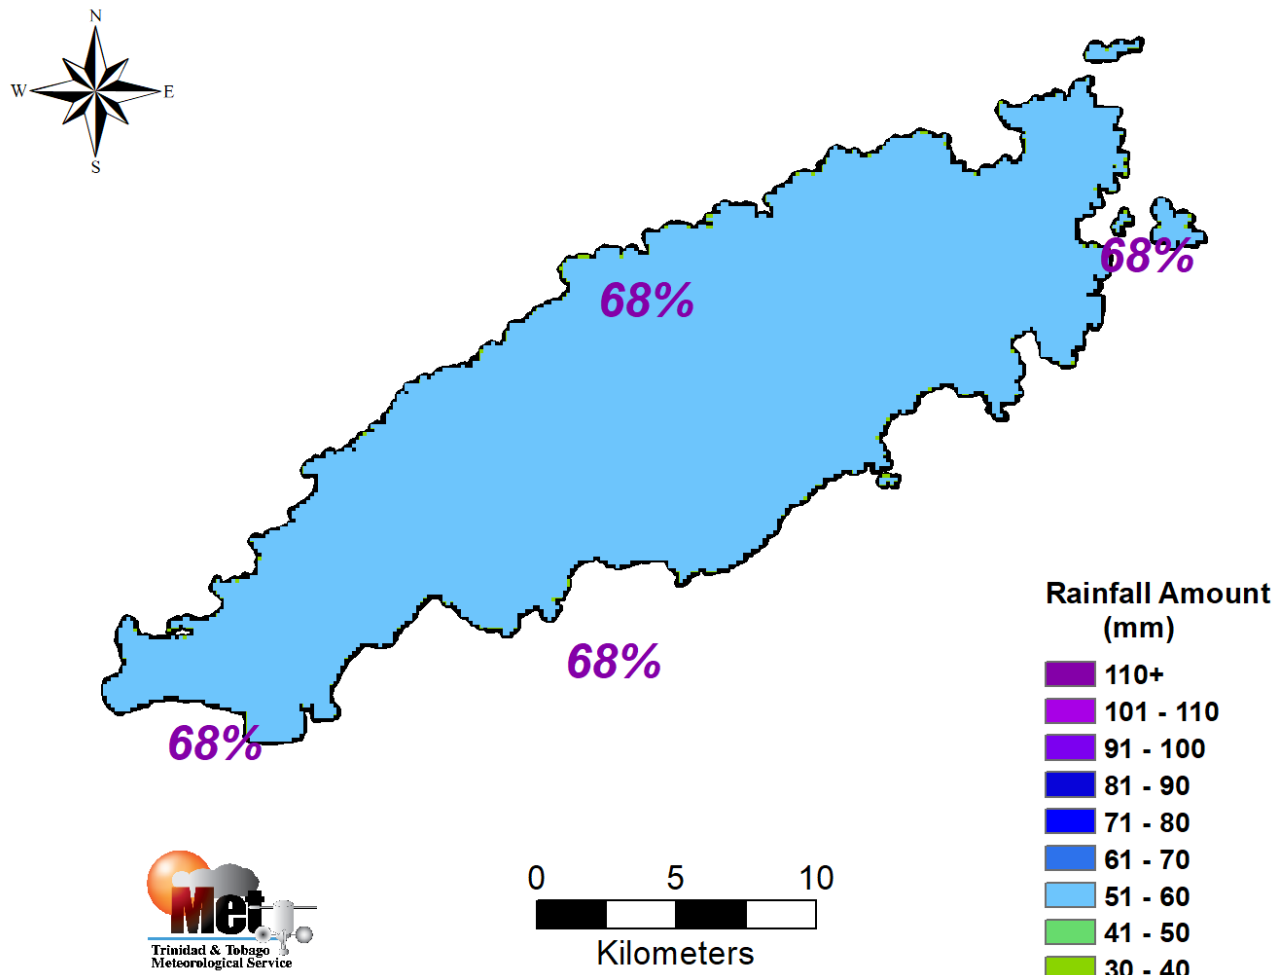 N
W
E
S
68%
68%
68%
68%
Rainfall Amount
(mm)
110+
101 - 110
91 - 100
81 - 90
71 - 80
61 - 70
51 - 60
41 - 50
30 - 40
0 5 10
Kilometers
Met
Trinidad & Tobago
Meteorological Service